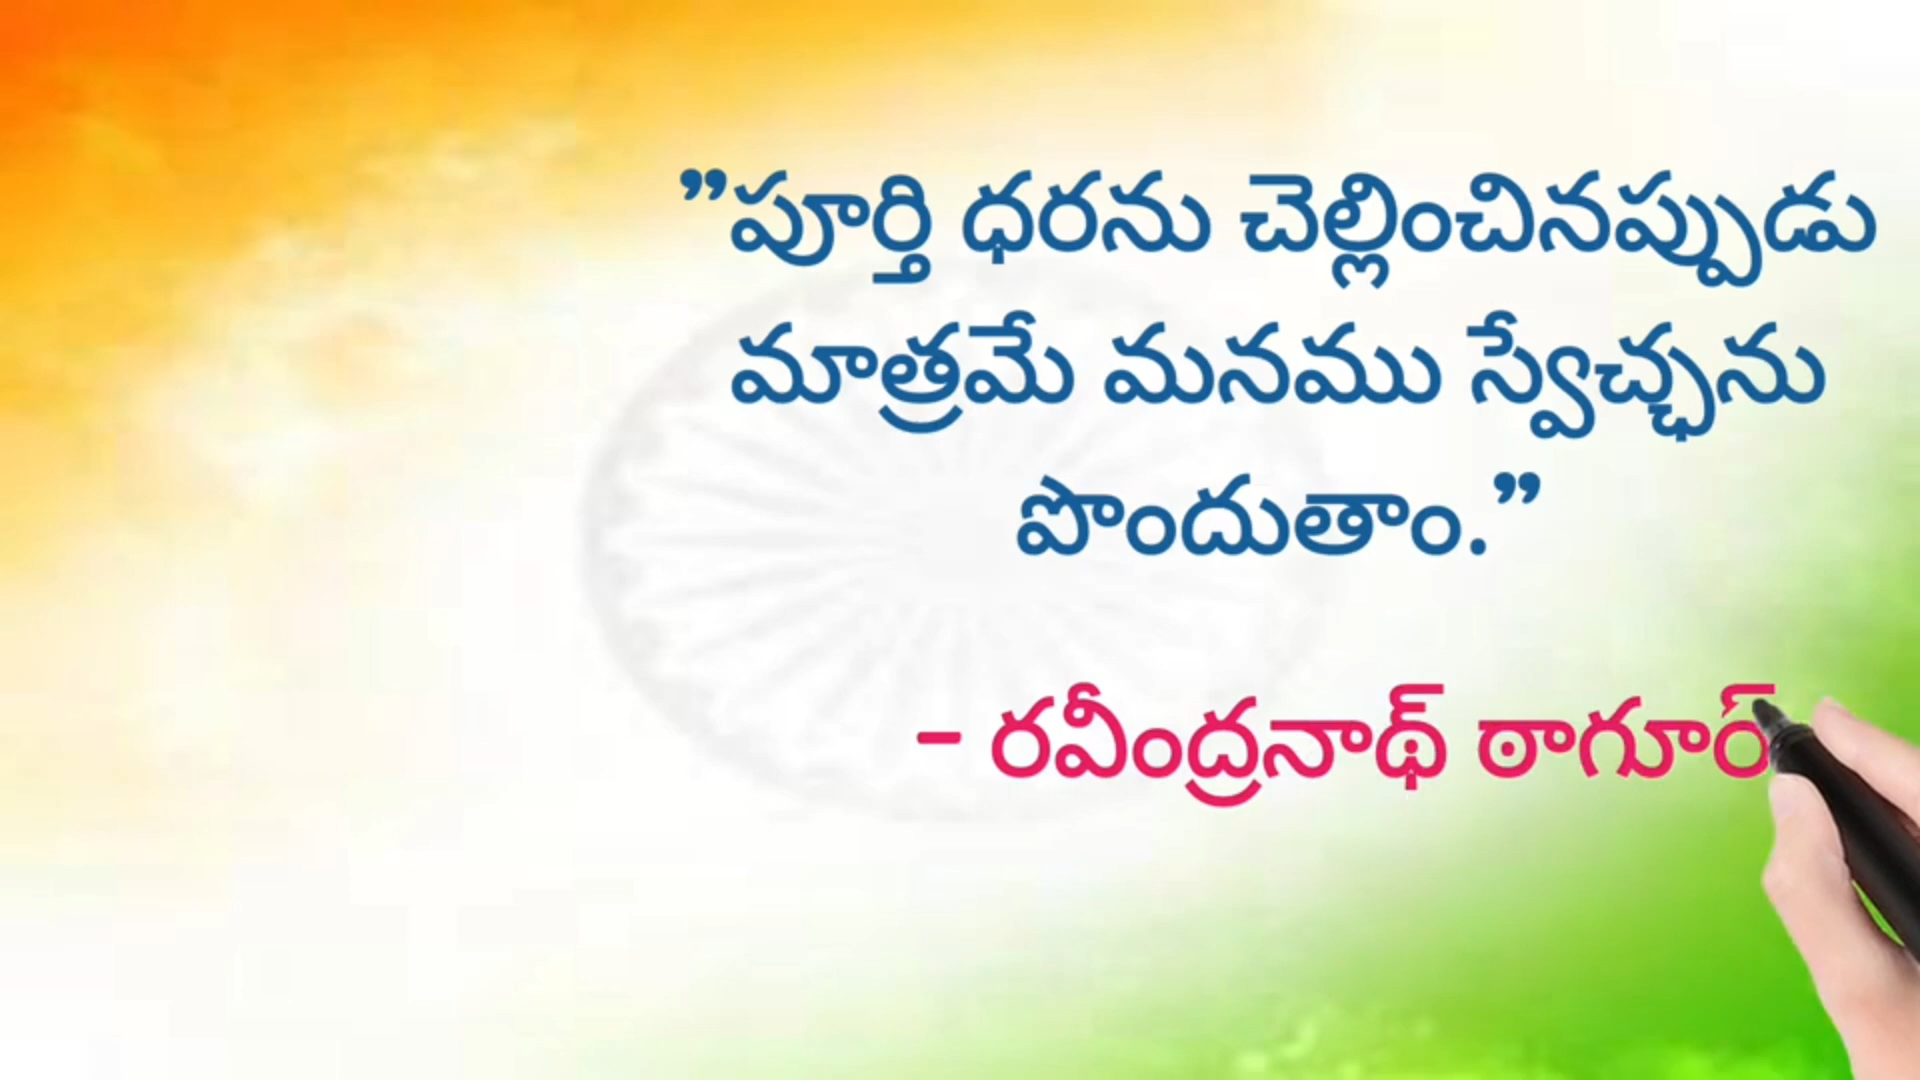 ”పూర్తి ధరను చెల్లించినప్పుడు
మాత్రమే మనము స్వేచ్ఛను
పొందుతాం.”
- రవీంద్రనాథ్ ఠాగూర్